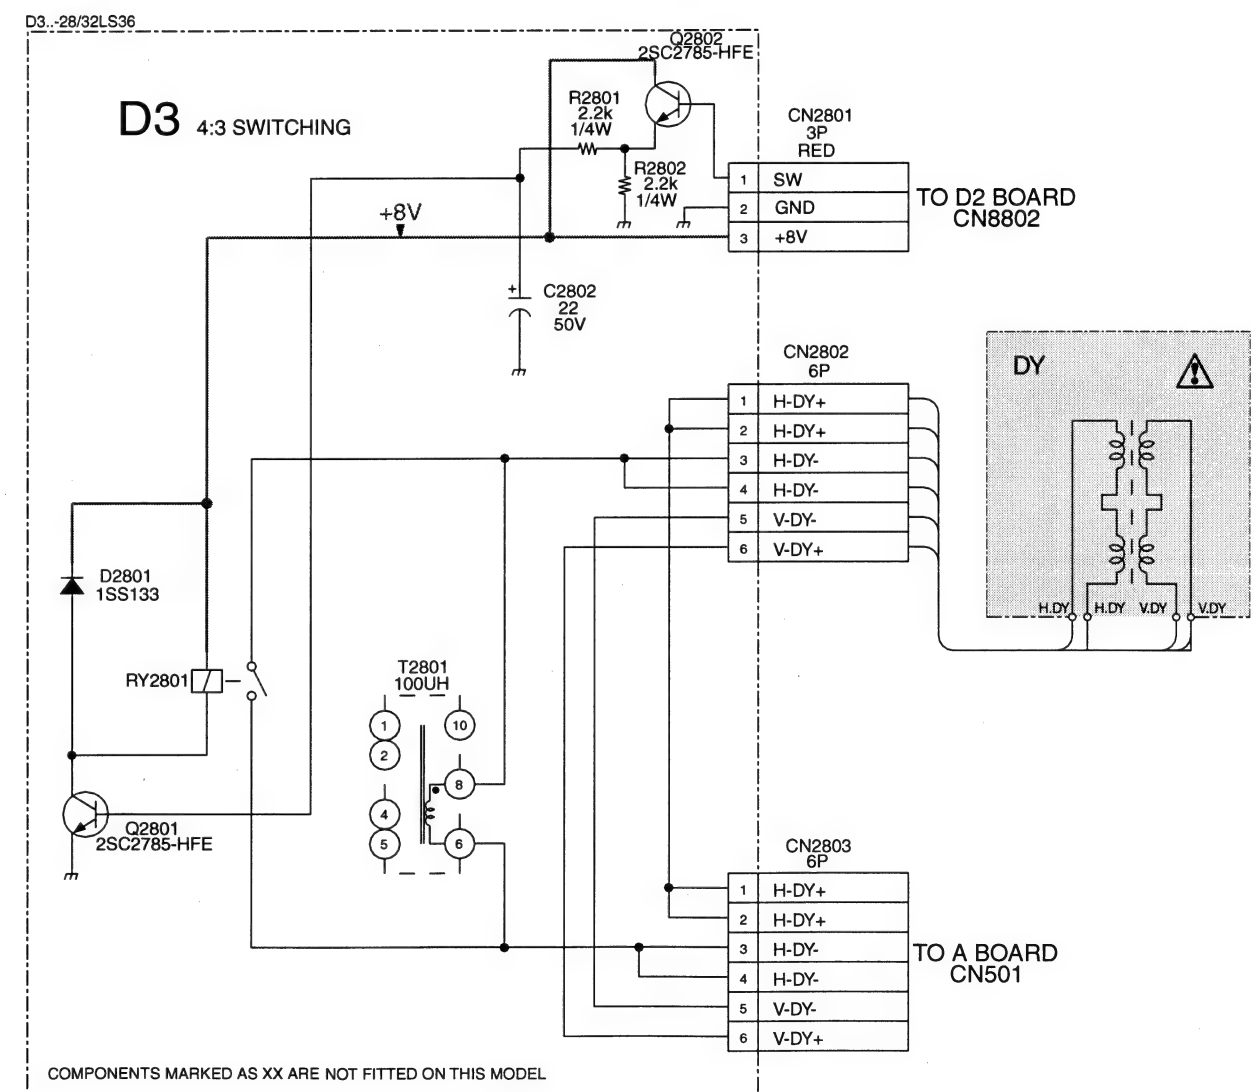 D3..-28/32LS36
Q2802
2SC2785-HFE
D3 4:3 SWITCHING
R2801
2.2k
1/4W
R2802
2.2k
1/4W
CN2801
3P
RED
1 SW
2 GND
3 +8V
TO D2 BOARD
CN8802
+8V
+
C2802
22
50V
CN2802
6P
1 H-DY+
2 H-DY+
3 H-DY-
4 H-DY-
5 V-DY-
6 V-DY+
DY
!
H.DY H.DY V.DY V.DY
D2801
1SS133
RY2801
T2801
100UH
1
10
2
8
4
5
6
Q2801
2SC2785-HFE
CN2803
6P
1 H-DY+
2 H-DY+
3 H-DY-
4 H-DY-
5 V-DY-
6 V-DY+
TO A BOARD
CN501
COMPONENTS MARKED AS XX ARE NOT FITTED ON THIS MODEL